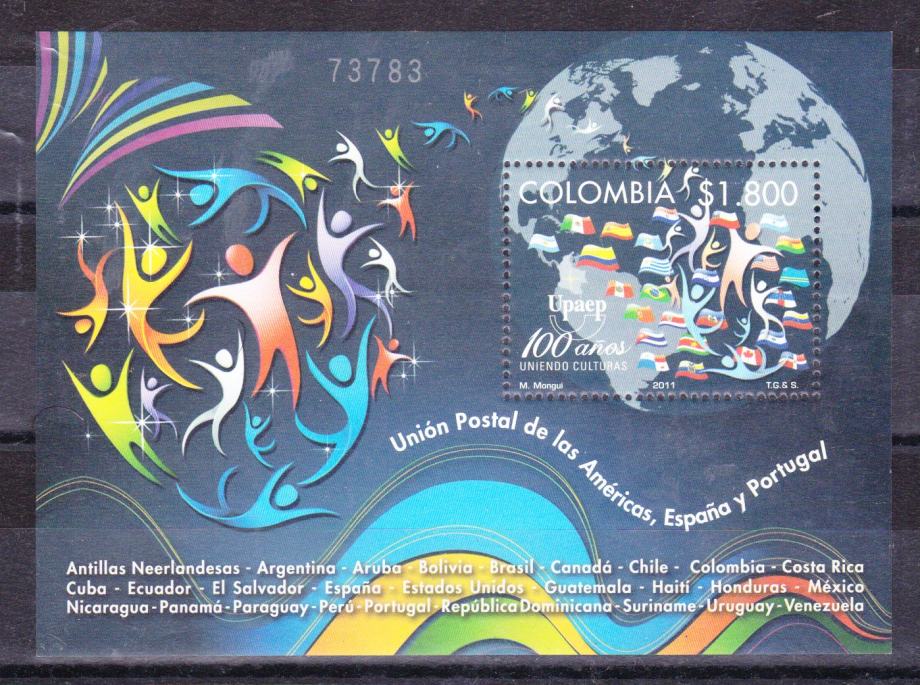 73783
COLOMBIA $1.800
Upaep
100 años
UNIENDO CULTURAS
M. Mongui 2011 T.G.& S.
Unión Postal de las Américas, España y Portugal
Antillas Neerlandesas - Argentina - Aruba - Bolivia - Brasil - Canadá - Chile - Colombia - Costa Rica
Cuba - Ecuador - El Salvador - España - Estados Unidos - Guatemala - Haití - Honduras - México
Nicaragua - Panamá - Paraguay - Perú - Portugal - República Dominicana - Suriname - Uruguay - Venezuela